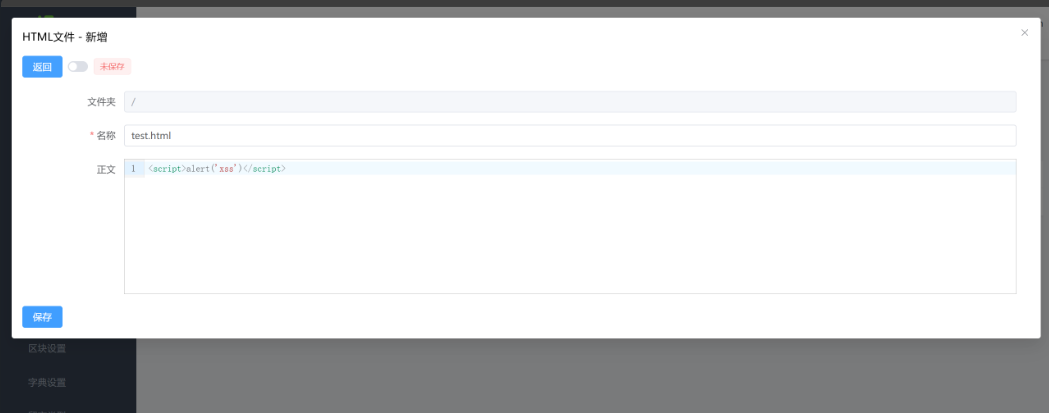 HTML文件 - 新增
返回
未保存
文件夹 /
* 名称 test.html
正文 1 <script>alert('xss')</script>
保存
区块设置
字典设置